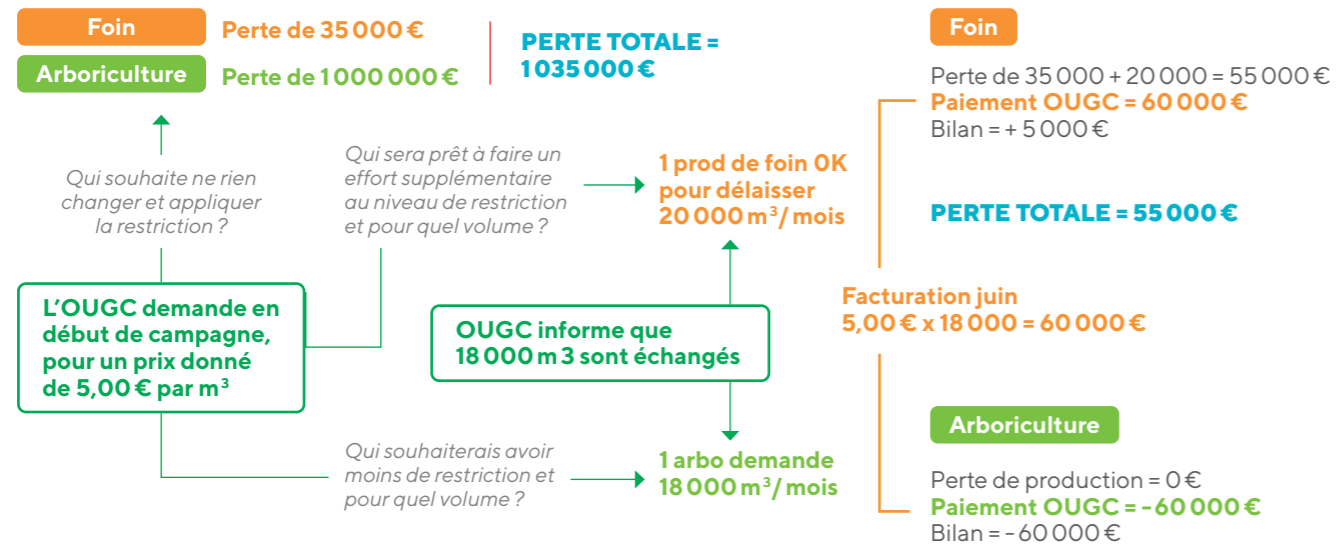 Foin
Perte de 35 000 €
Arboriculture
Perte de 1 000 000 €
PERTE TOTALE =
1 035 000 €
Qui souhaite ne rien
changer et appliquer
la restriction ?
Qui sera prêt à faire un
effort supplémentaire
au niveau de restriction
et pour quel volume ?
1 prod de foin OK
pour délaisser
20 000 m³/ mois
L’OUGC demande en
début de campagne,
pour un prix donné
de 5,00 € par m³
OUGC informe que
18 000 m 3 sont échangés
Qui souhaiterais avoir
moins de restriction et
pour quel volume ?
1 arbo demande
18 000 m³/ mois
Foin
Perte de 35 000 + 20 000 = 55 000 €
Paiement OUGC = 60 000 €
Bilan = + 5 000 €
PERTE TOTALE = 55 000 €
Facturation juin
5,00 € x 18 000 = 60 000 €
Arboriculture
Perte de production = 0 €
Paiement OUGC = - 60 000 €
Bilan = - 60 000 €